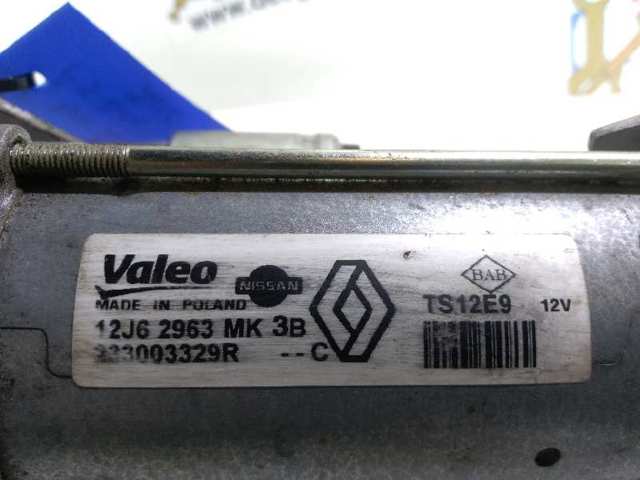 Valeo
NISSAN
MADE IN POLAND
12J6 2963 MK 3B
233003329R --C
BAB
TS12E9 12V